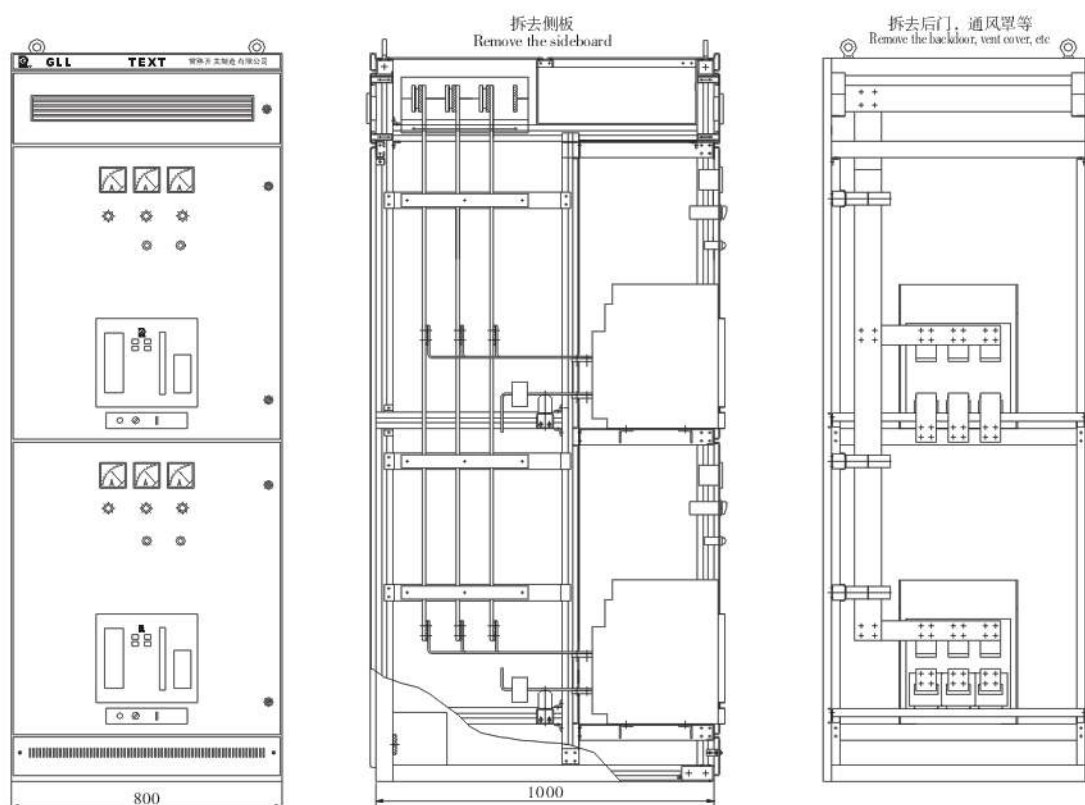 GLL TEXT
拆去侧板
Remove the sideboard
拆去后门，通风罩等
Remove the backdoor, vent cover, etc
800
1000